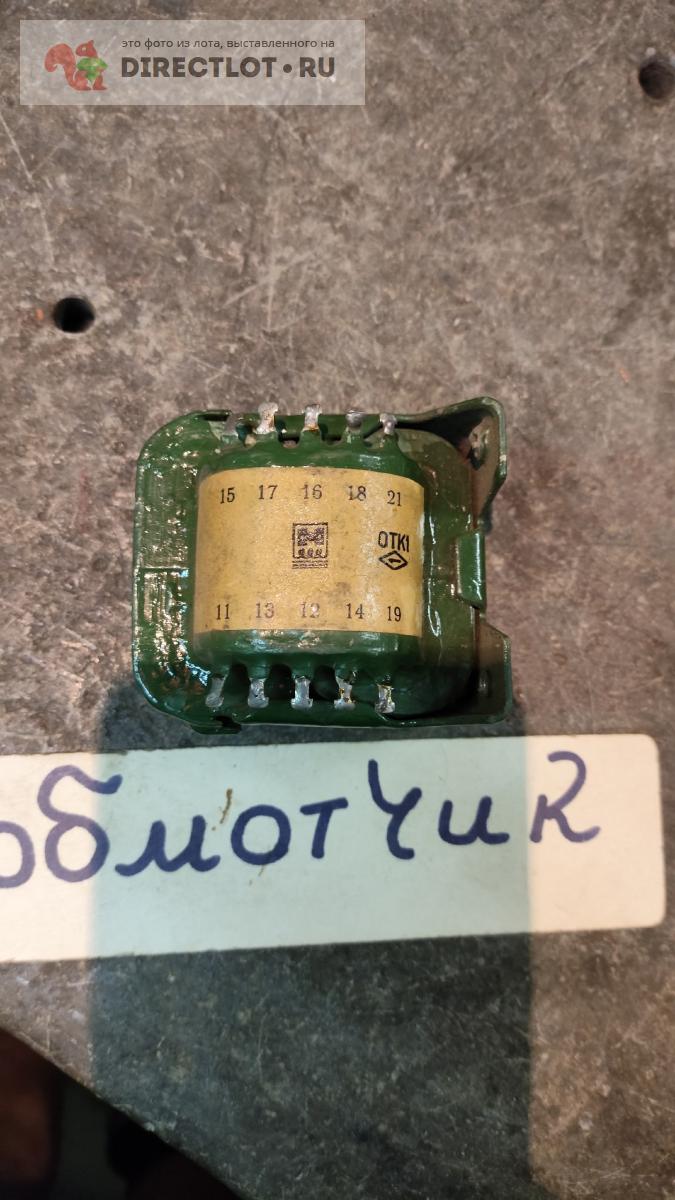 это фото из лота, выставленного на
DIRECTLOT • RU
15 17 16 18 21
ОТК1
11 13 12 14 19
обмотчик